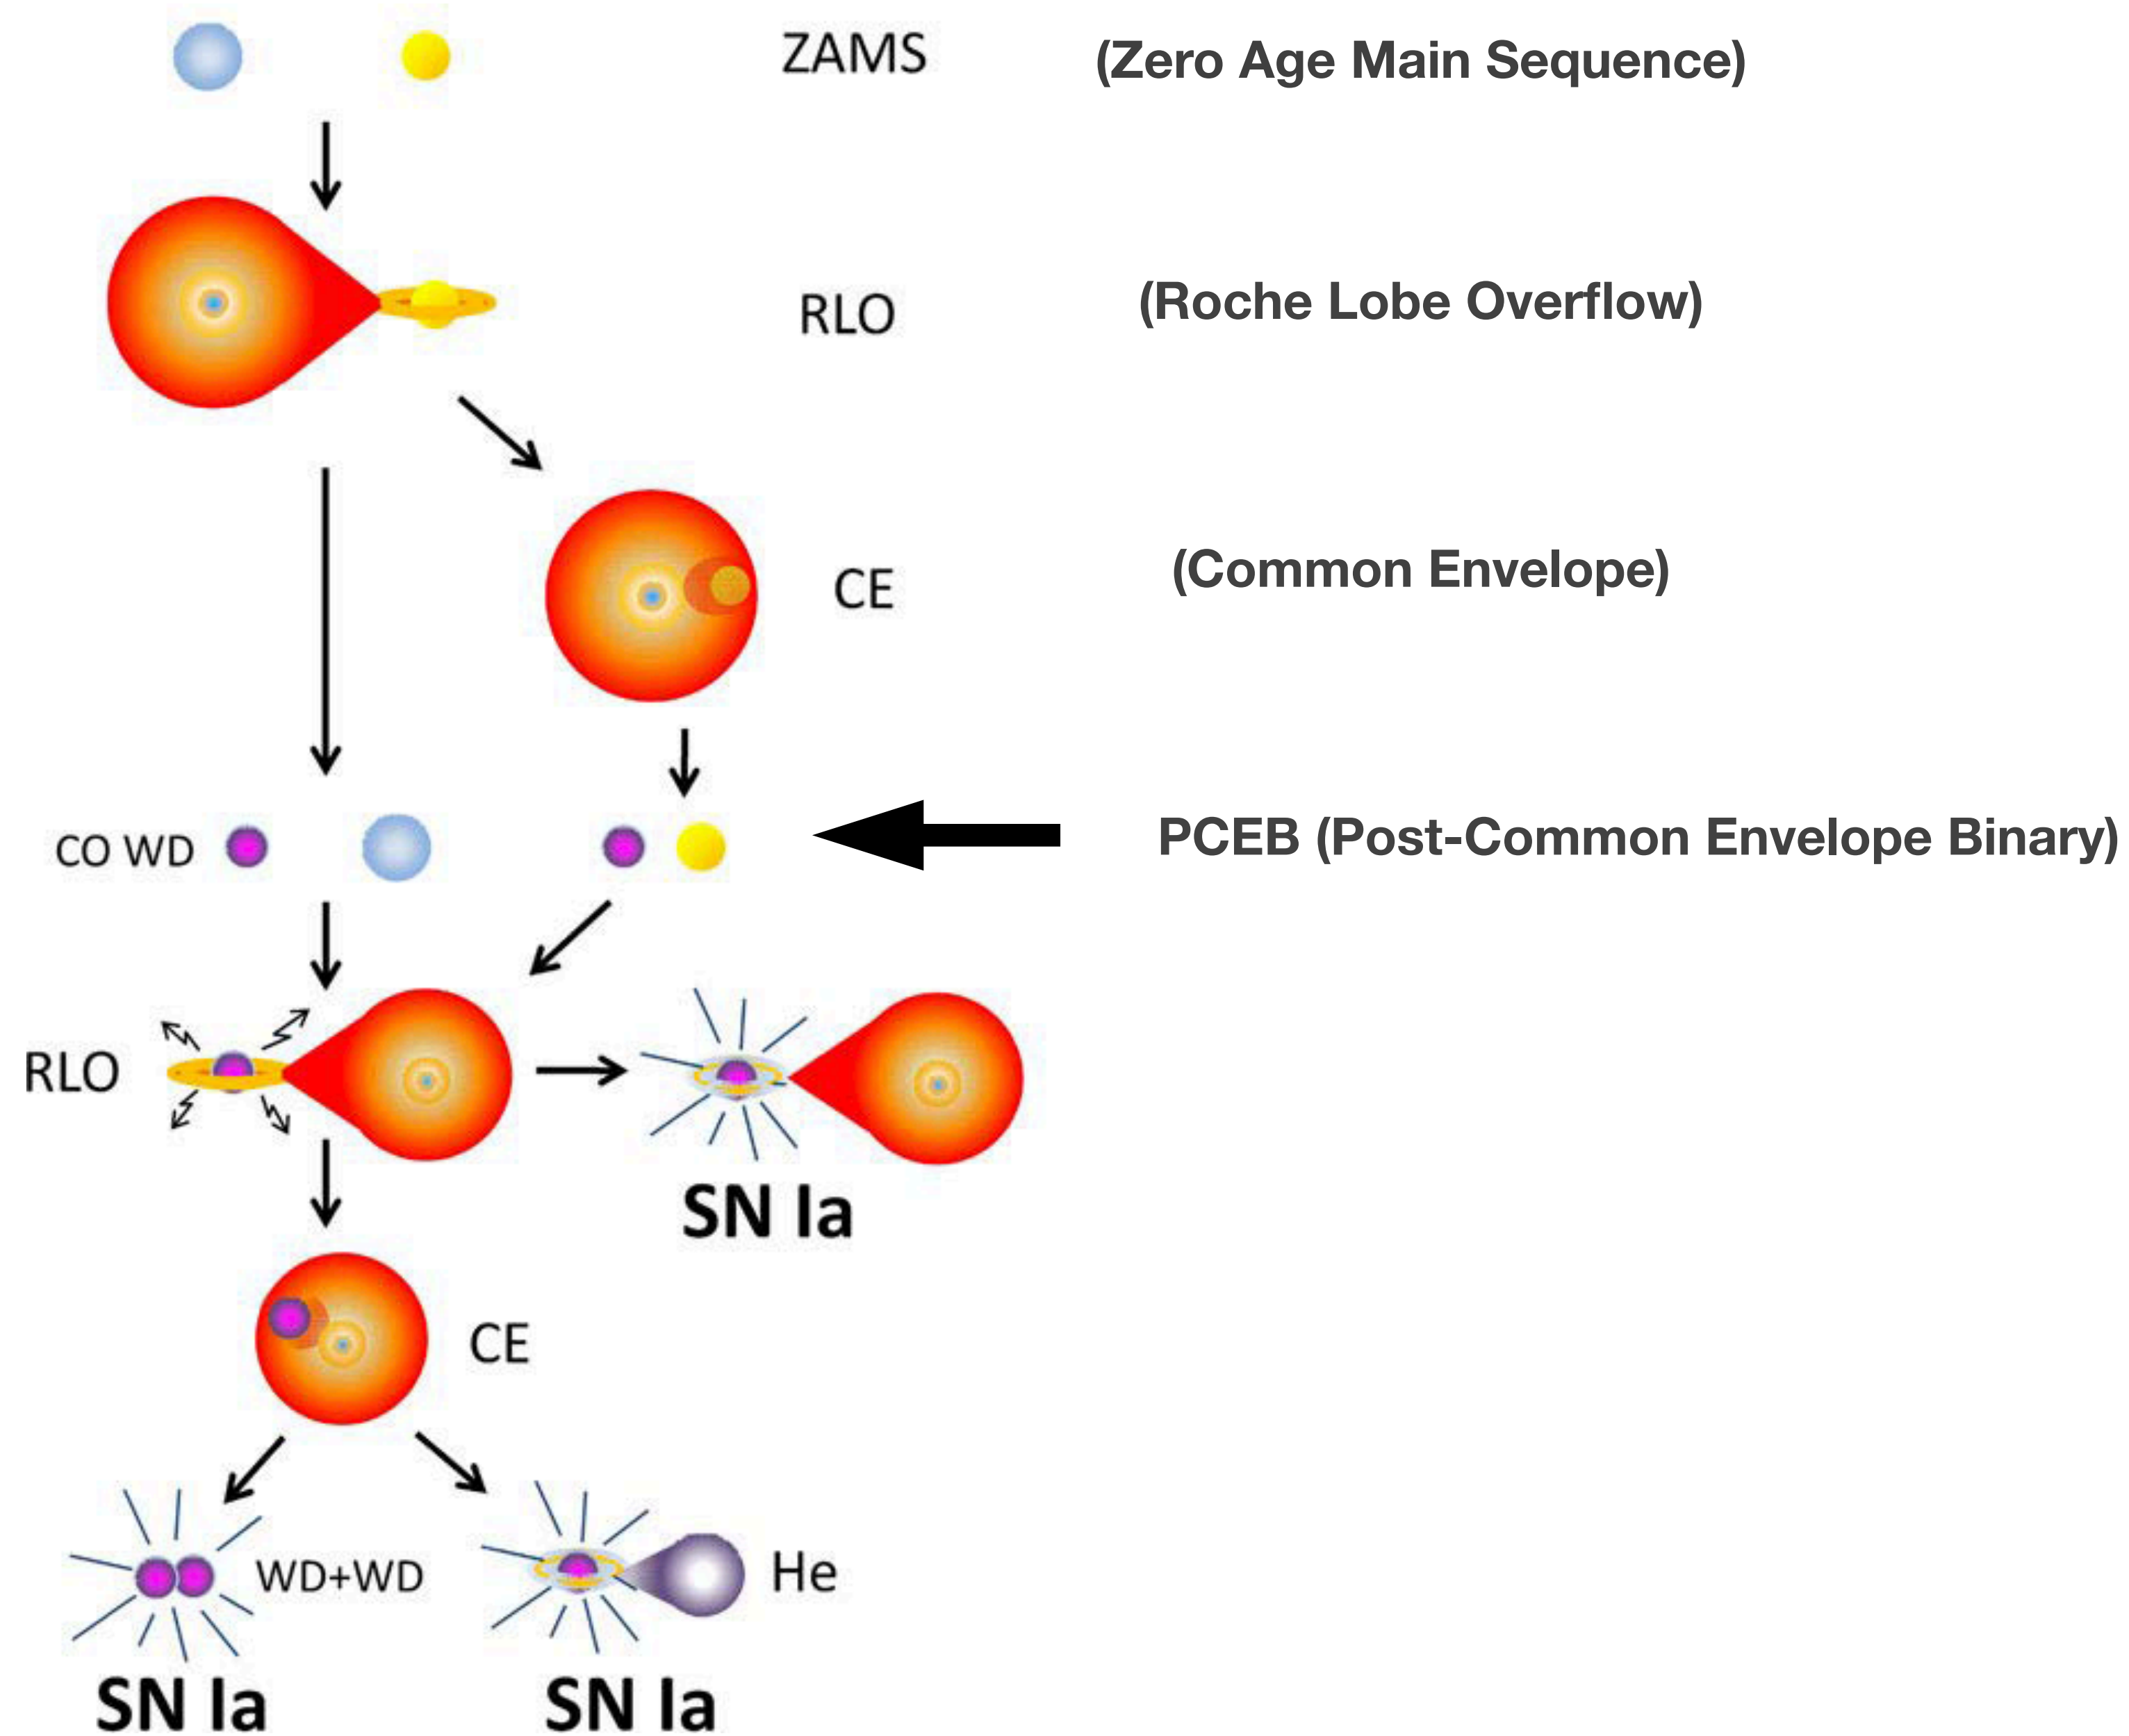 ZAMS (Zero Age Main Sequence)
RLO (Roche Lobe Overflow)
CE (Common Envelope)
CO WD
PCEB (Post-Common Envelope Binary)
RLO
SN Ia
CE
WD+WD
He
SN Ia
SN Ia